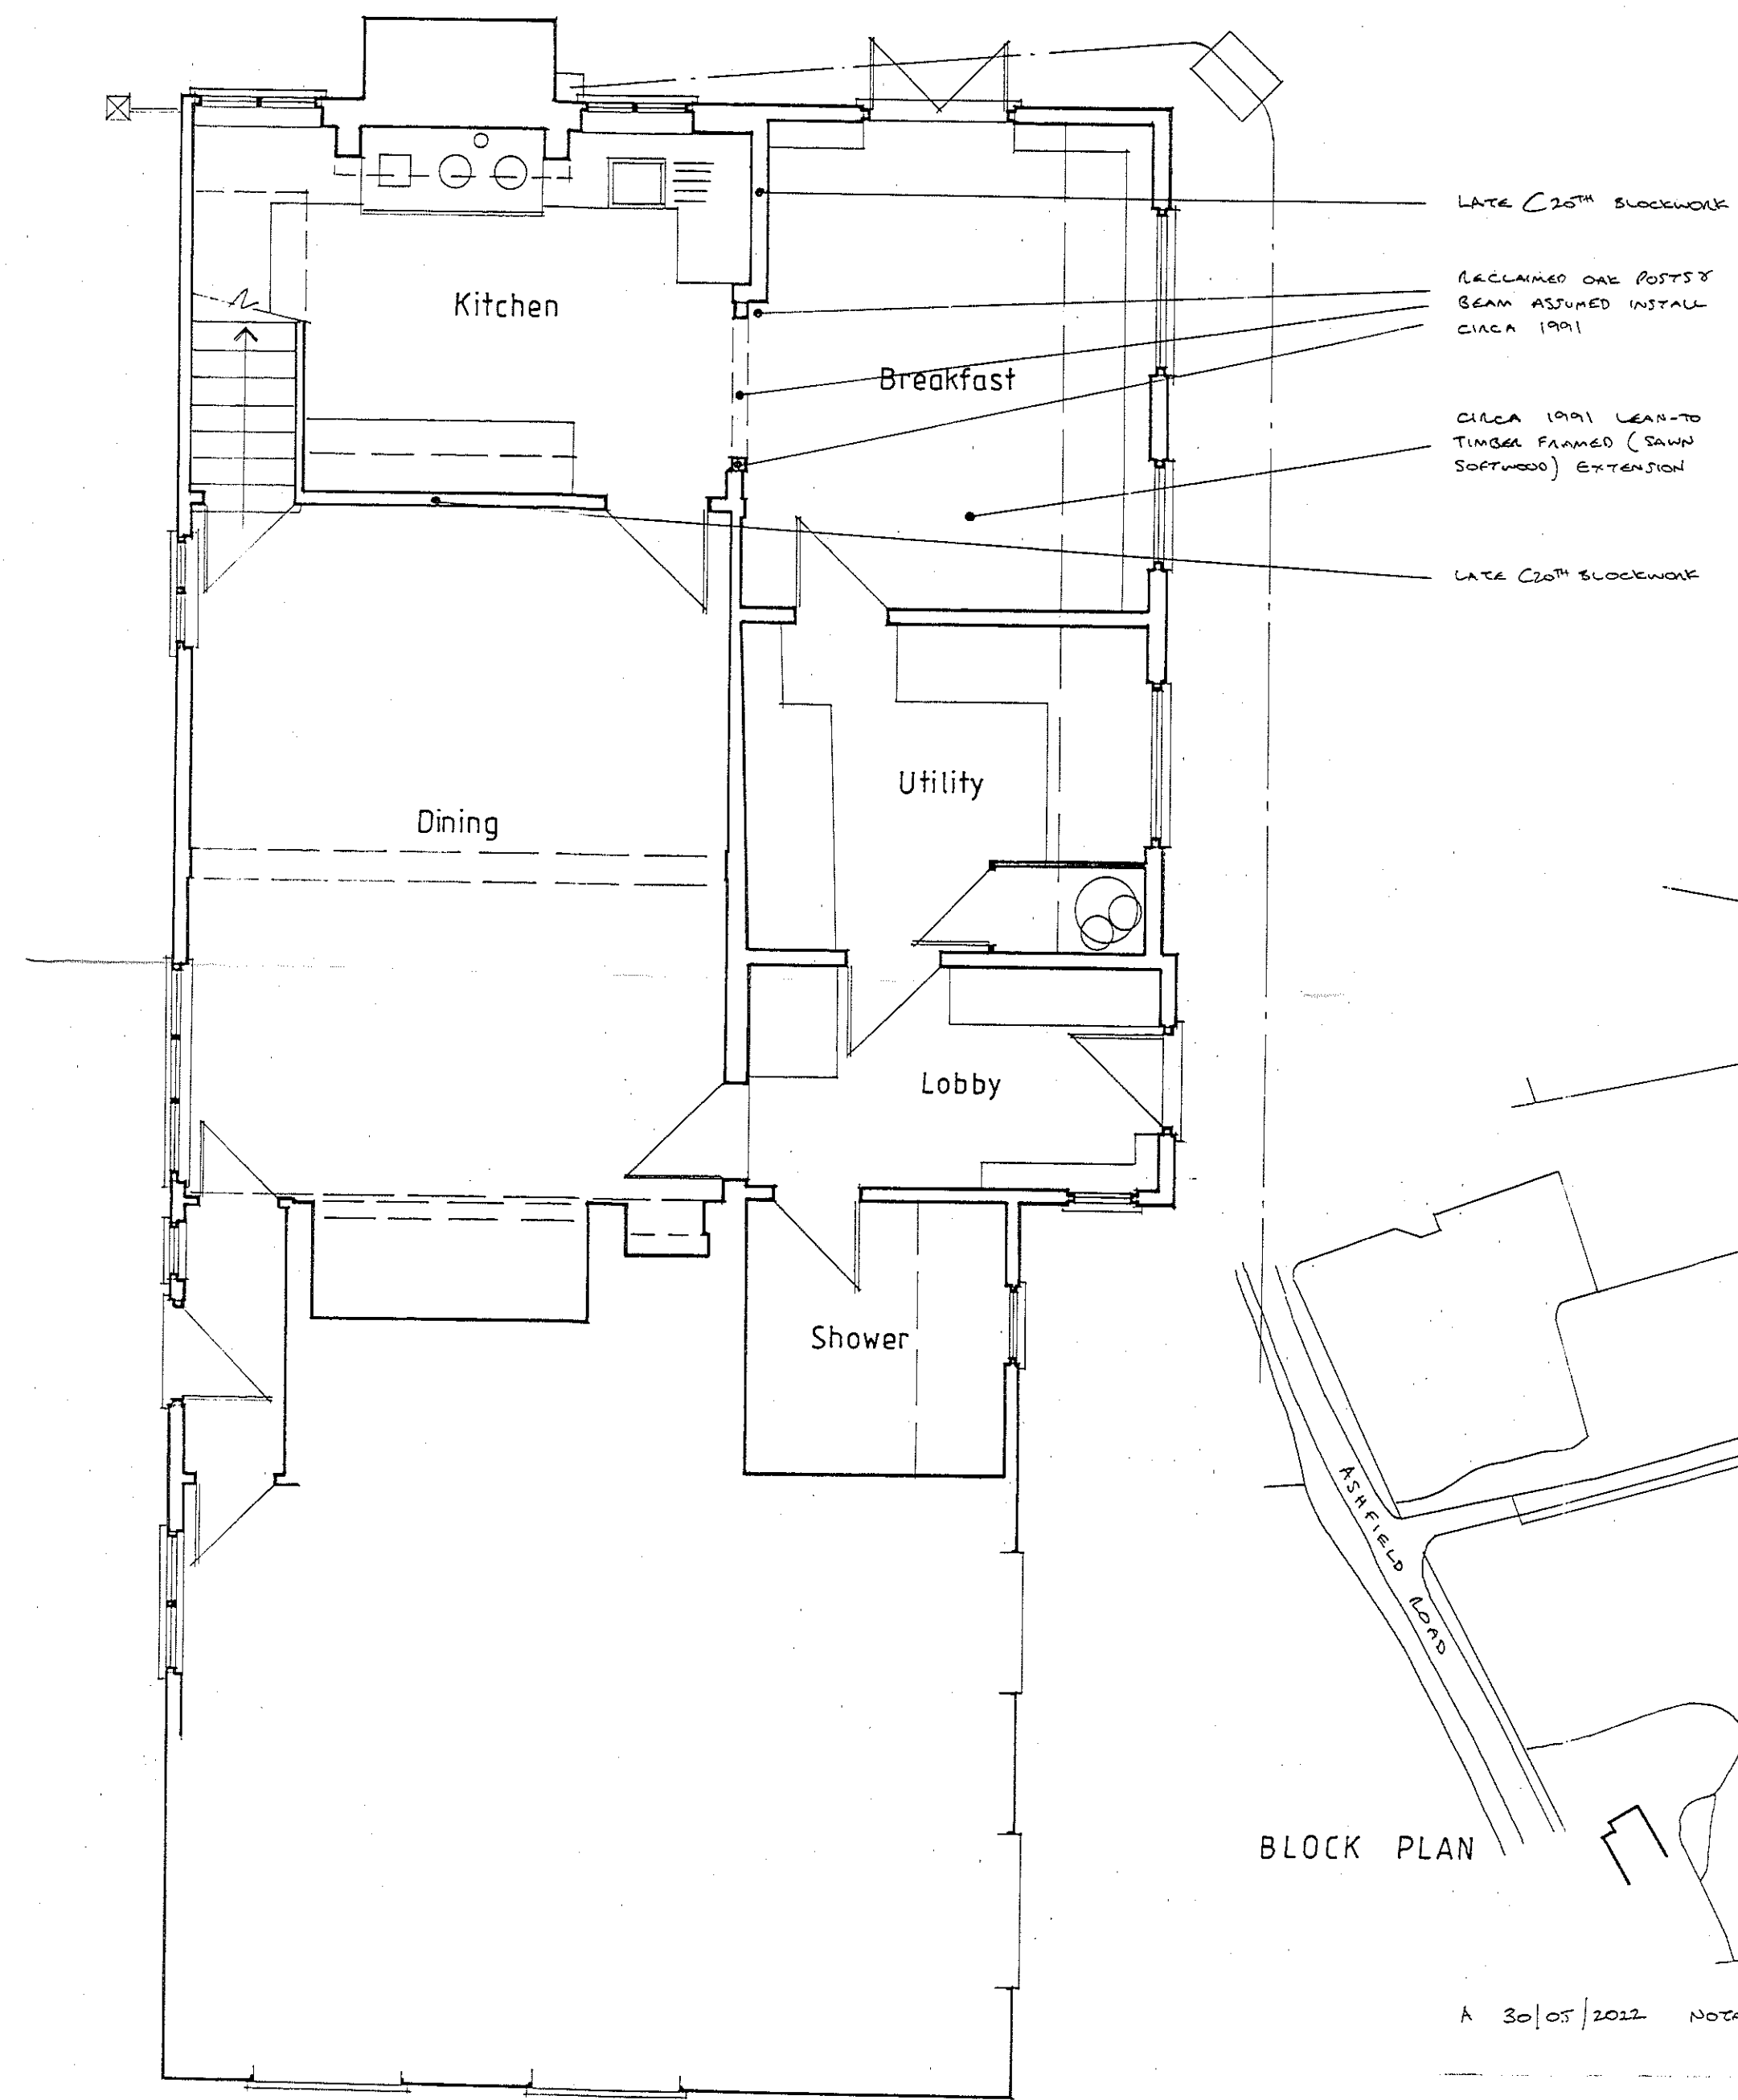 LATE C20TH BLOCKWORK
RECLAIMED OAK POSTS &
BEAM ASSUMED INSTALL
CIRCA 1991
Kitchen
Breakfast
CIRCA 1991 LEAN-TO
TIMBER FRAMED (SAWN
SOFTWOOD) EXTENSION
LATE C20TH BLOCKWORK
Utility
Dining
Lobby
Shower
ASHFIELD ROAD
BLOCK PLAN
A 30/05/2022